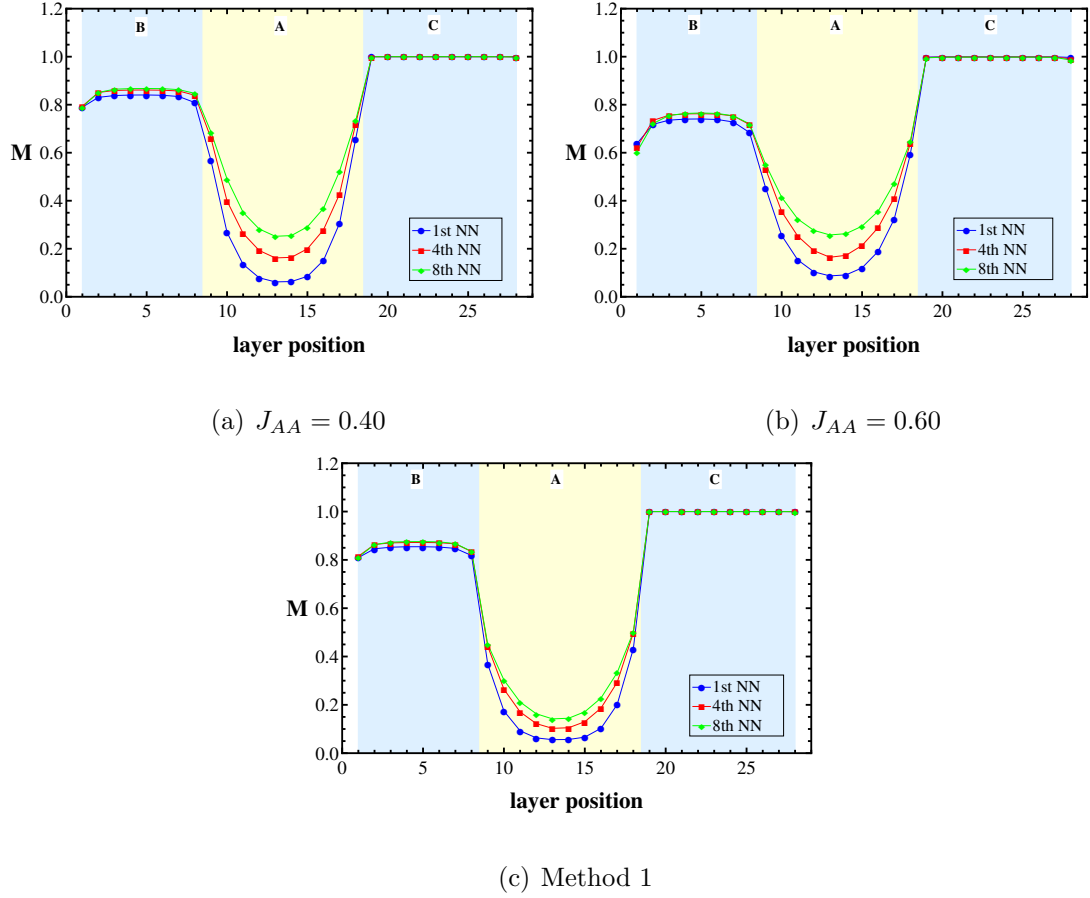 1.2
1.0
0.8
0.6
0.4
0.2
0.0
M
B
A
C
1st NN
4th NN
8th NN
0 5 10 15 20 25
layer position
(a) J_{AA} = 0.40
1.2
1.0
0.8
0.6
0.4
0.2
0.0
M
B
A
C
1st NN
4th NN
8th NN
0 5 10 15 20 25
layer position
(b) J_{AA} = 0.60
1.2
1.0
0.8
0.6
0.4
0.2
0.0
M
B
A
C
1st NN
4th NN
8th NN
0 5 10 15 20 25
layer position
(c) Method 1